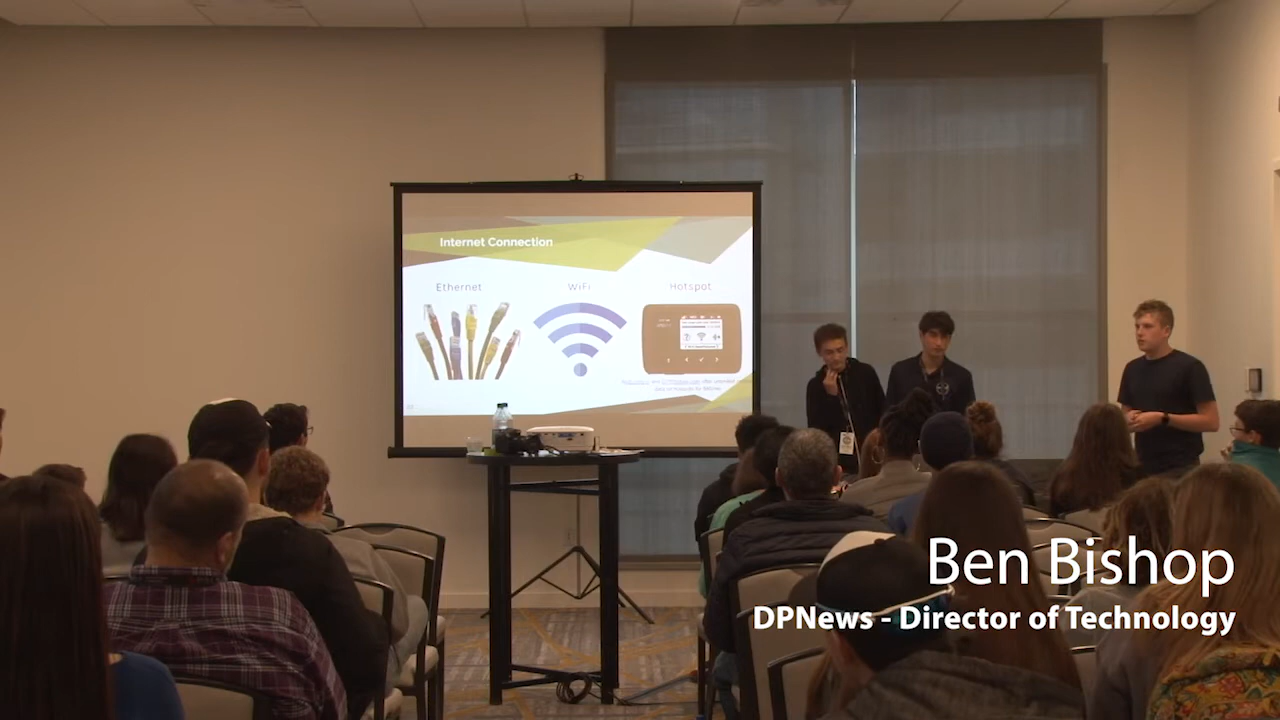 Internet Connection
Ethernet
WiFi
Hotspot
Ben Bishop
DPNews - Director of Technology